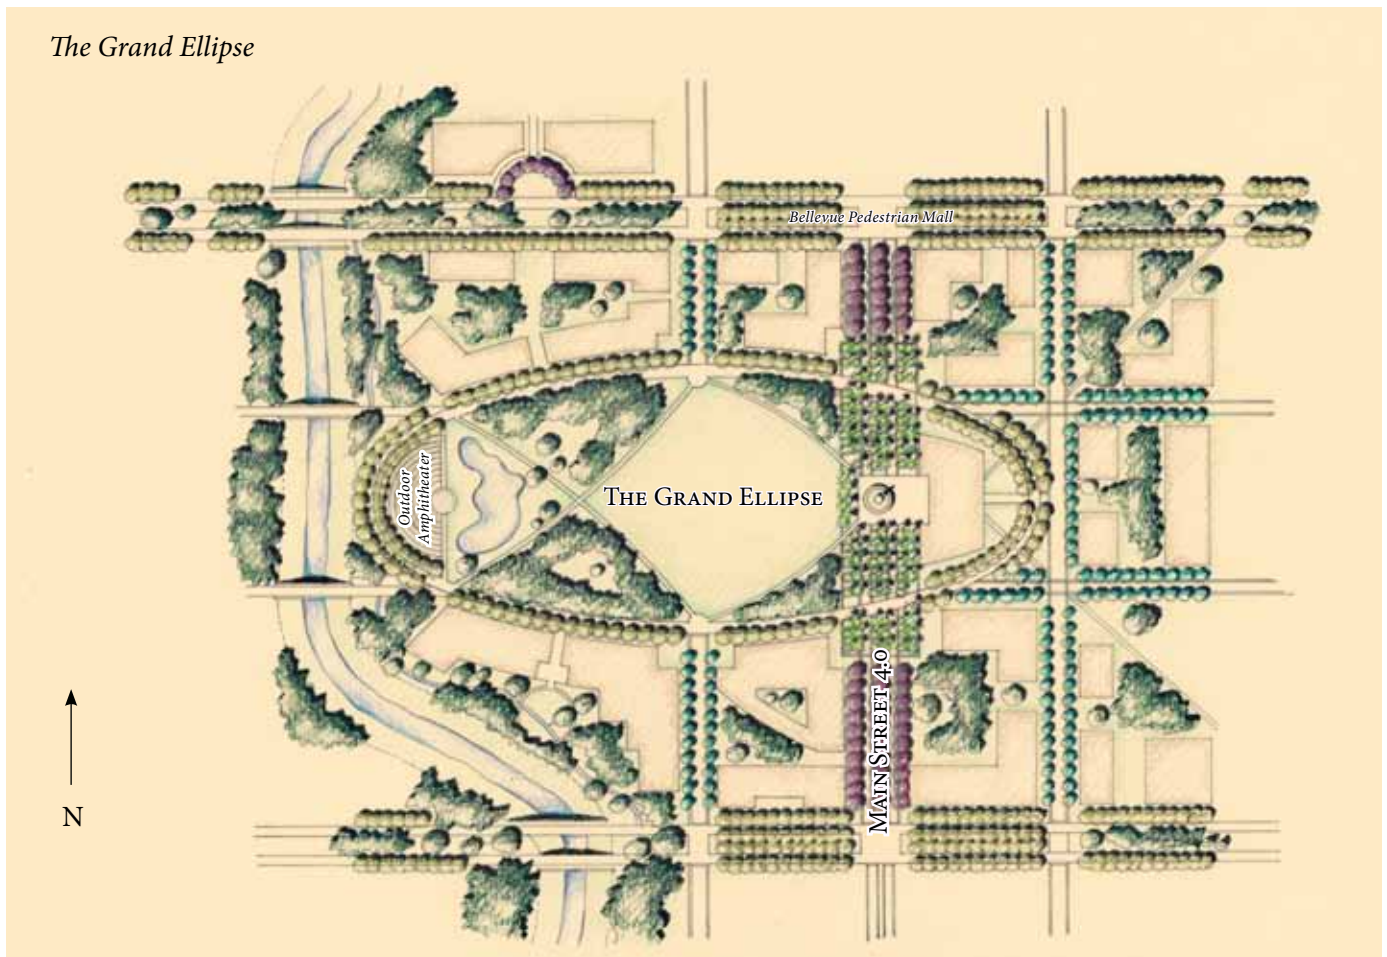 The Grand Ellipse
Bellevue Pedestrian Mall
Outdoor
Amphitheater
The Grand Ellipse
Main Street 4.0
N